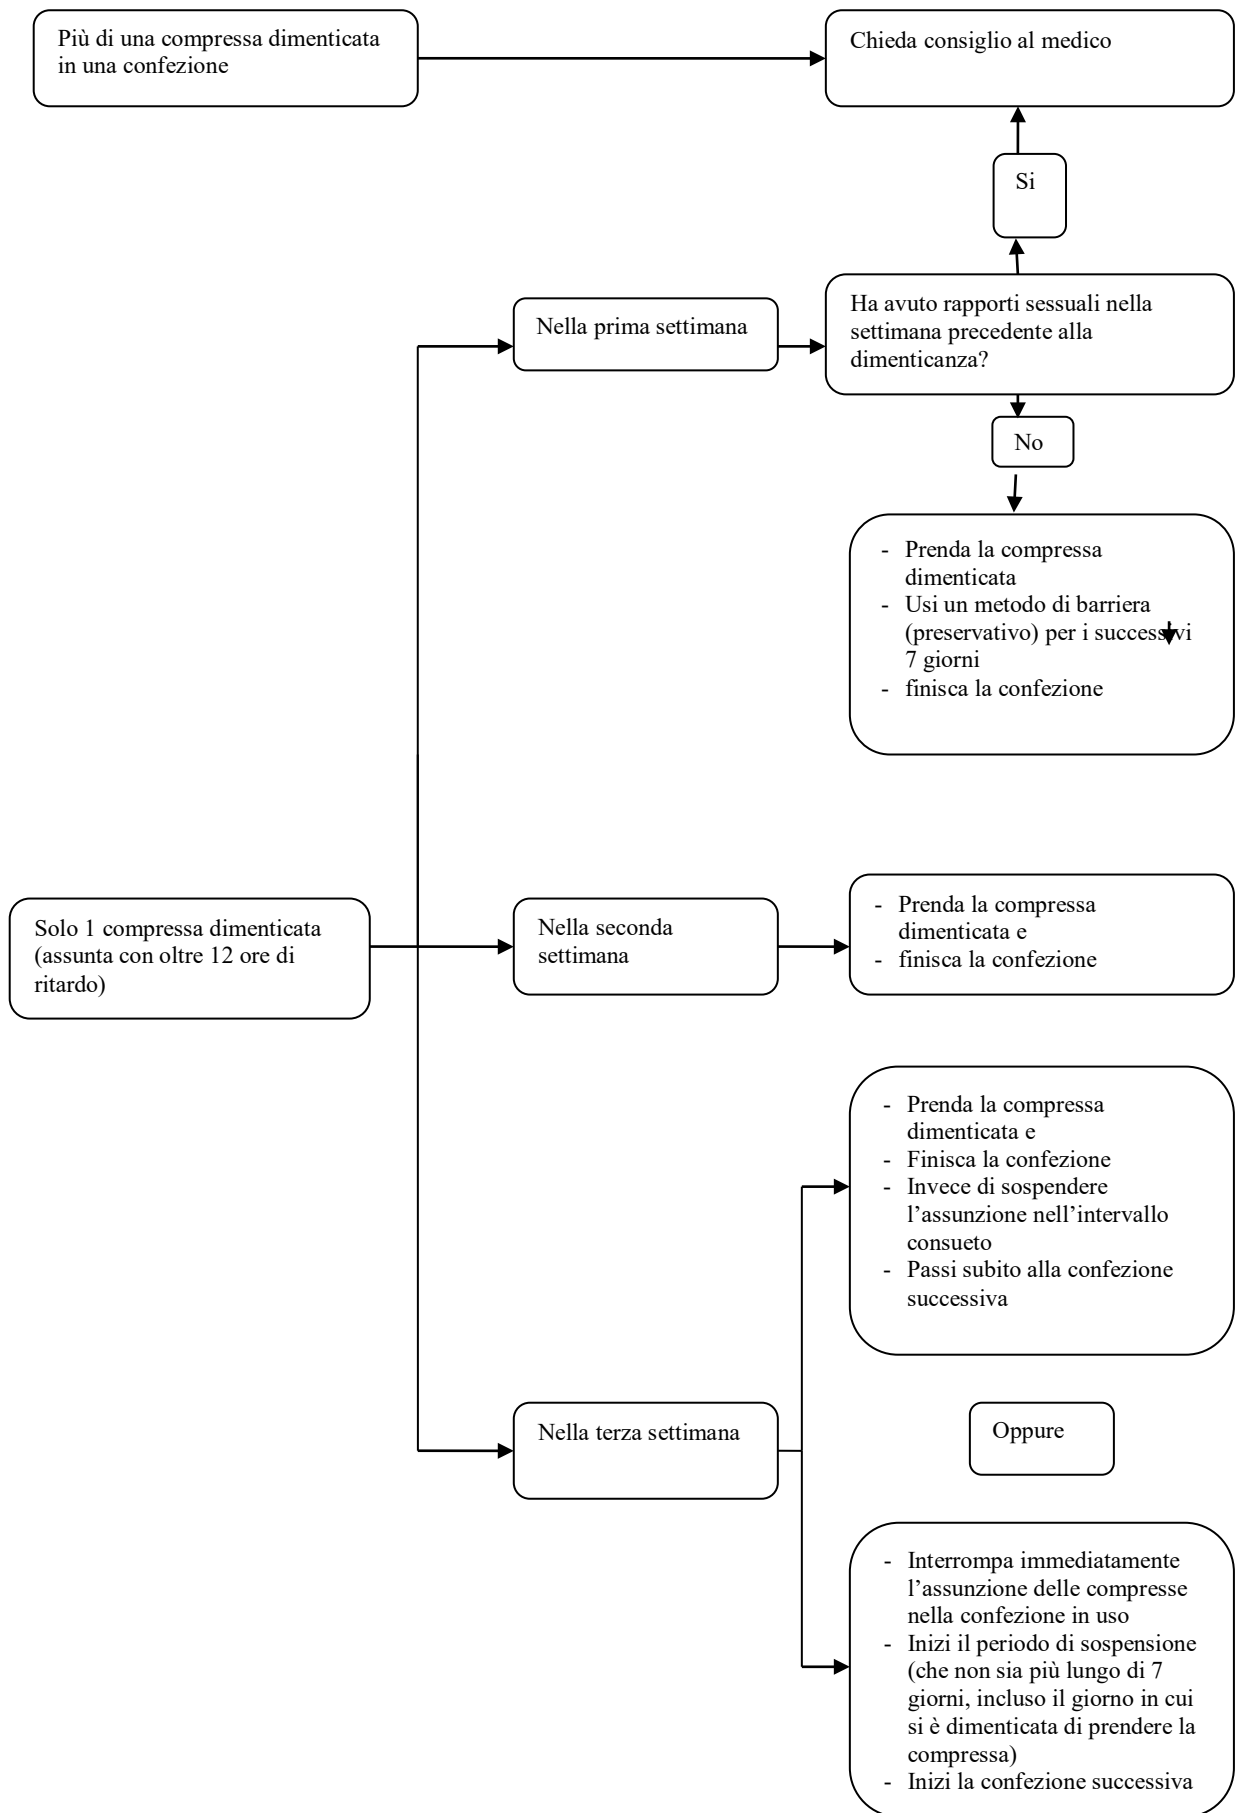 Più di una compressa dimenticata
in una confezione
Chieda consiglio al medico
Si
Nella prima settimana
Ha avuto rapporti sessuali nella
settimana precedente alla
dimenticanza?
No
- Prenda la compressa
dimenticata
- Usi un metodo di barriera
(preservativo) per i successivi
7 giorni
- finisca la confezione
Solo 1 compressa dimenticata
(assunta con oltre 12 ore di
ritardo)
Nella seconda
settimana
- Prenda la compressa
dimenticata e
- finisca la confezione
- Prenda la compressa
dimenticata e
- Finisca la confezione
- Invece di sospendere
l’assunzione nell’intervallo
consueto
- Passi subito alla confezione
successiva
Nella terza settimana
Oppure
- Interrompa immediatamente
l’assunzione delle compresse
nella confezione in uso
- Inizi il periodo di sospensione
(che non sia più lungo di 7
giorni, incluso il giorno in cui
si è dimenticata di prendere la
compressa)
- Inizi la confezione successiva